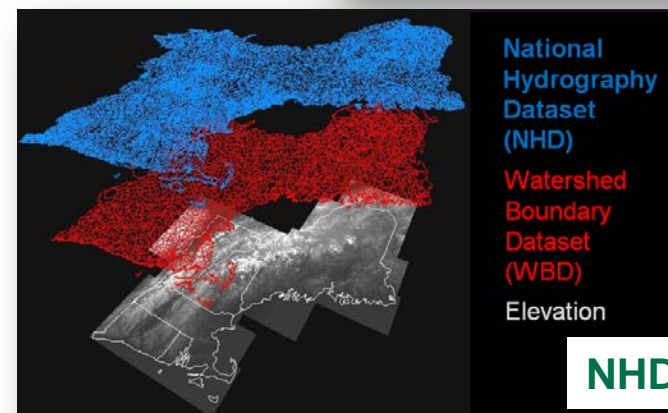 National
Hydrography
Dataset
(NHD)
Watershed
Boundary
Dataset
(WBD)
Elevation
NHD